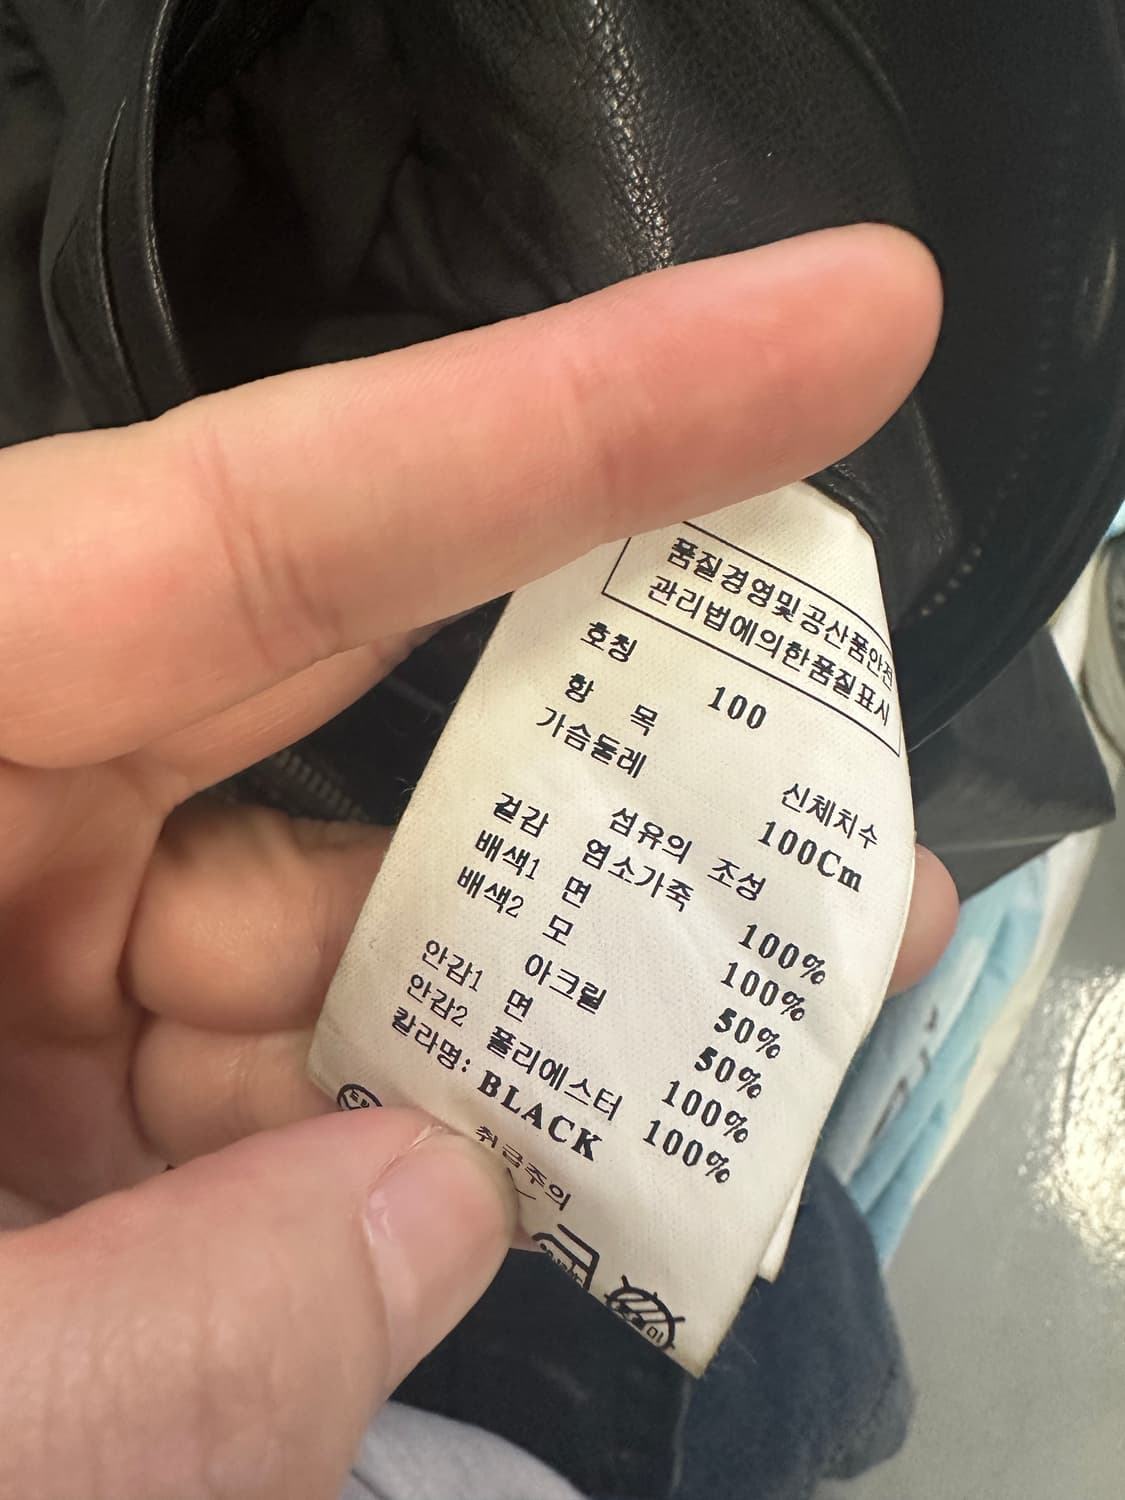 품질경영및공산품안전
관리법에의한품질표시
호칭 100
항 목 신체치수
가슴둘레 100Cm
섬유의 조성
겉감 염소가죽 100%
배색1 면 100%
배색2 모 50%
아크릴 50%
안감1 면 100%
안감2 폴리에스터 100%
칼라명: BLACK
취급주의